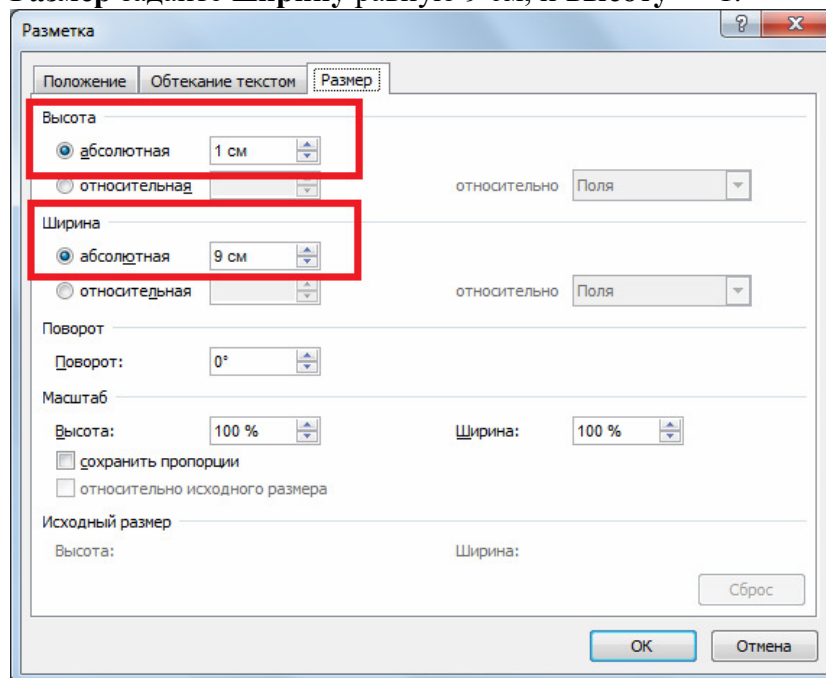 Размер задайте Ширину равную 9 см, и Высоту – 1.
Разметка
Положение Обтекание текстом Размер
Высота
абсолютная 1 см
относительная относительно Поля
Ширина
абсолютная 9 см
относительная относительно Поля
Поворот
Поворот: 0°
Масштаб
Высота: 100 % Ширина: 100 %
сохранить пропорции
относительно исходного размера
Исходный размер
Высота: Ширина:
Сброс
ОК Отмена